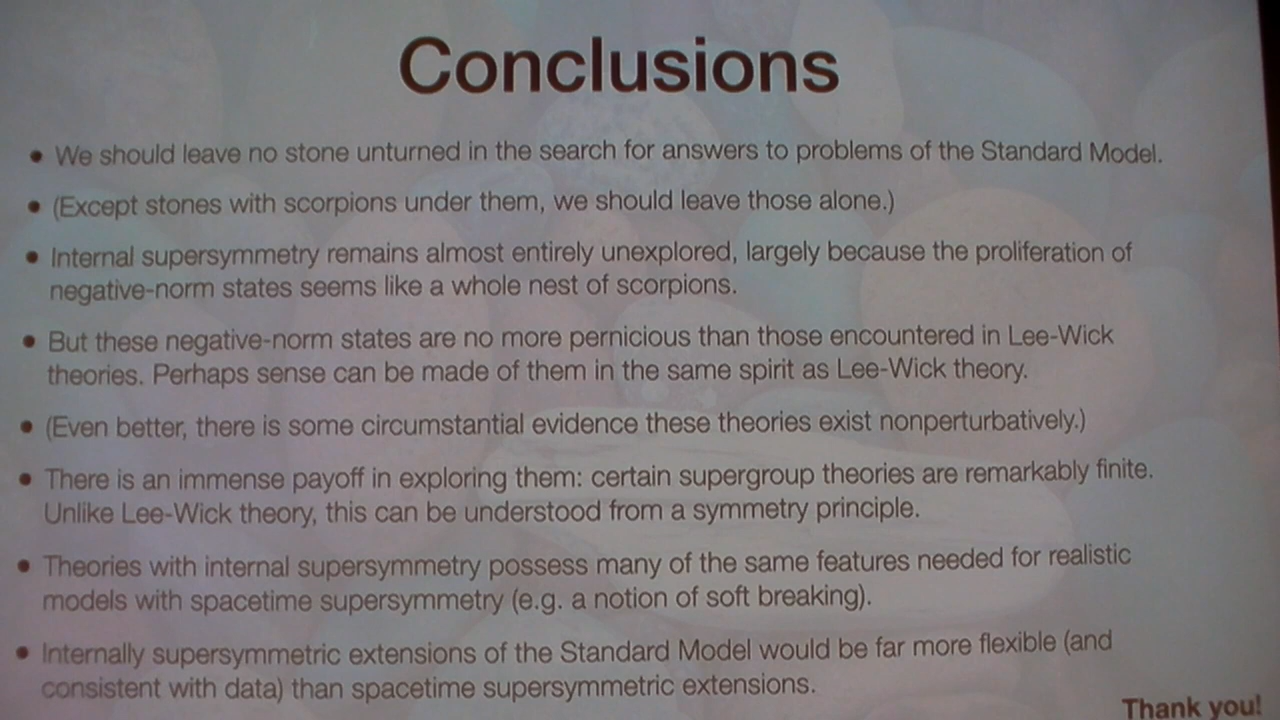 Conclusions
• We should leave no stone unturned in the search for answers to problems of the Standard Model.
• (Except stones with scorpions under them, we should leave those alone.)
• Internal supersymmetry remains almost entirely unexplored, largely because the proliferation of
negative-norm states seems like a whole nest of scorpions.
• But these negative-norm states are no more pernicious than those encountered in Lee-Wick
theories. Perhaps sense can be made of them in the same spirit as Lee-Wick theory.
• (Even better, there is some circumstantial evidence these theories exist nonperturbatively.)
• There is an immense payoff in exploring them: certain supergroup theories are remarkably finite.
Unlike Lee-Wick theory, this can be understood from a symmetry principle.
• Theories with internal supersymmetry possess many of the same features needed for realistic
models with spacetime supersymmetry (e.g. a notion of soft breaking).
• Internally supersymmetric extensions of the Standard Model would be far more flexible (and
consistent with data) than spacetime supersymmetric extensions.
Thank you!